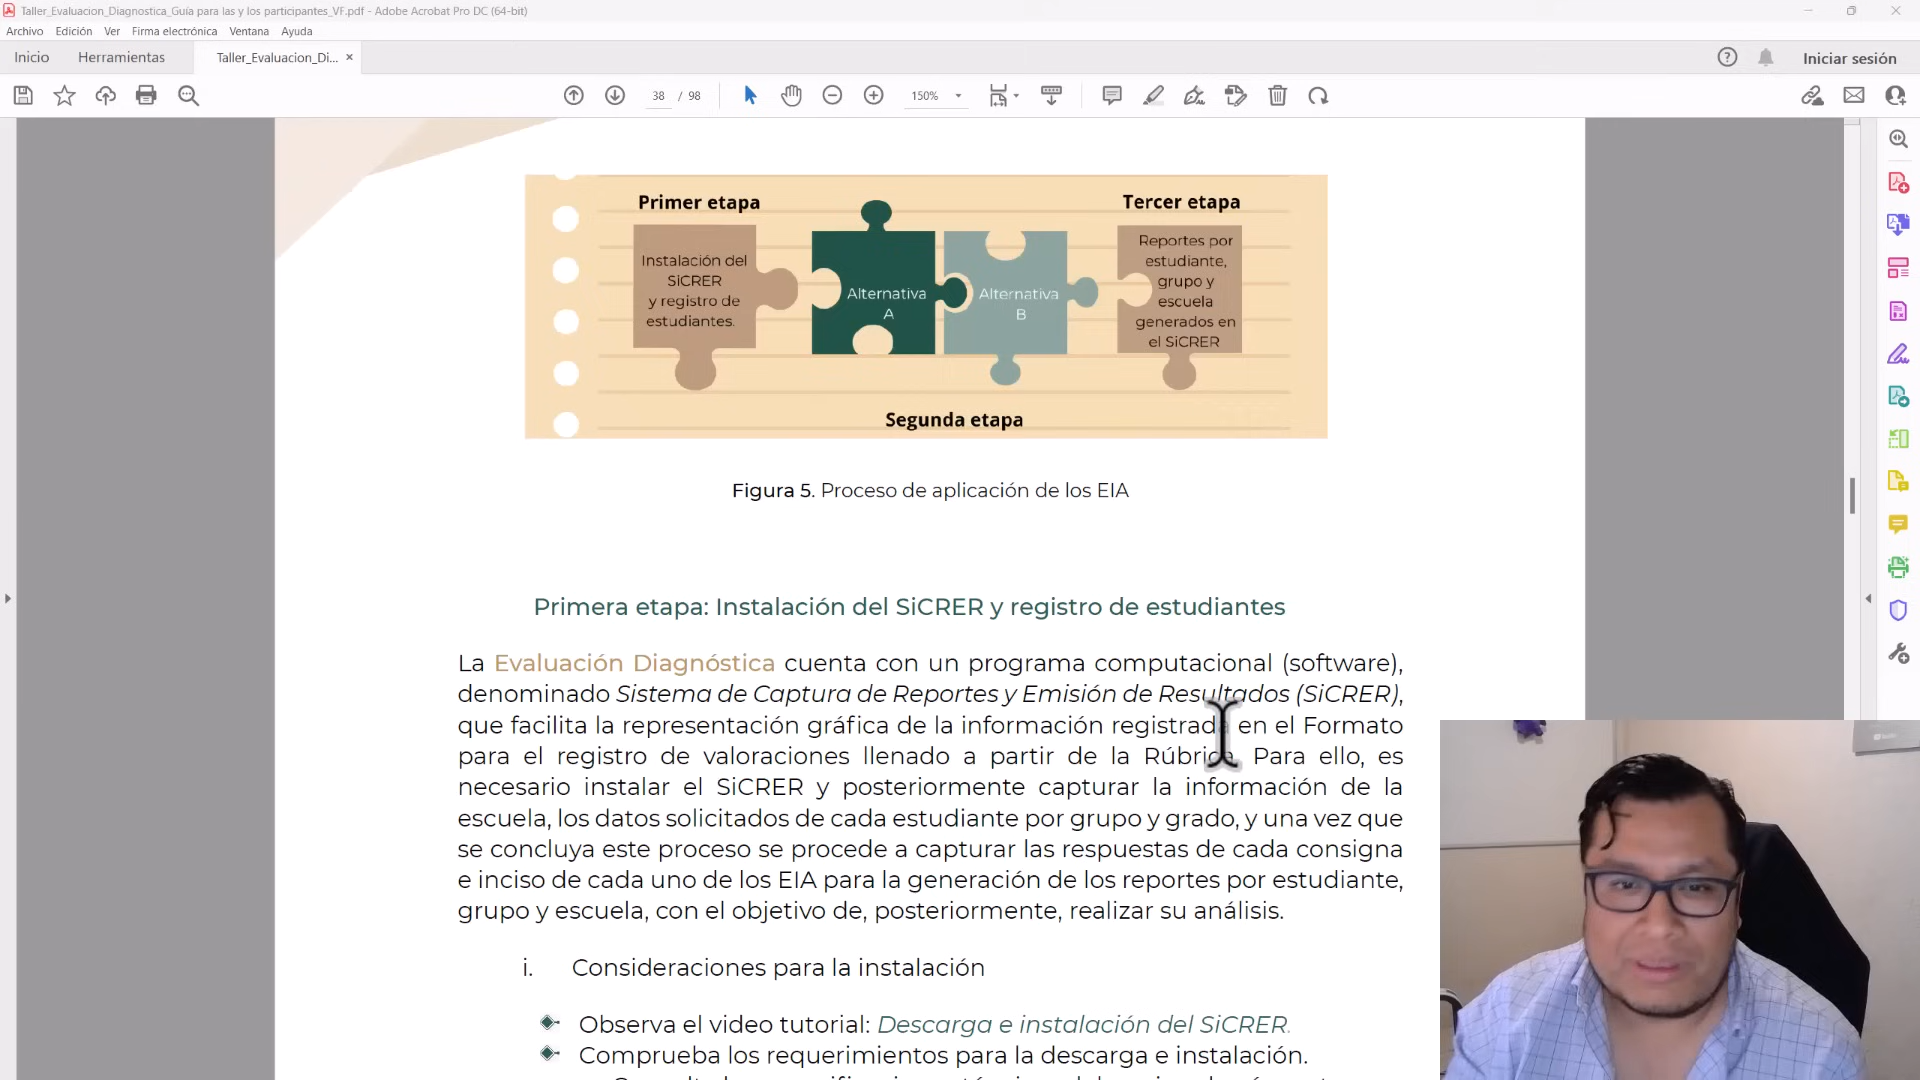 Taller_Evaluacion_Diagnostica_Guía para las y los participantes_VF.pdf - Adobe Acrobat Pro DC (64-bit)
Archivo Edición Ver Firma electrónica Ventana Ayuda
Inicio Herramientas Taller_Evaluacion_Di... × Iniciar sesión
38 / 98 150%
Primer etapa
Tercer etapa
Instalación del
SiCRER
y registro de
estudiantes.
Alternativa
A
Alternativa
B
Reportes por
estudiante,
grupo y
escuela
generados en
el SiCRER
Segunda etapa
Figura 5. Proceso de aplicación de los EIA
Primera etapa: Instalación del SiCRER y registro de estudiantes
La Evaluación Diagnóstica cuenta con un programa computacional (software),
denominado Sistema de Captura de Reportes y Emisión de Resultados (SiCRER),
que facilita la representación gráfica de la información registrada en el Formato
para el registro de valoraciones llenado a partir de la Rúbrica. Para ello, es
necesario instalar el SiCRER y posteriormente capturar la información de la
escuela, los datos solicitados de cada estudiante por grupo y grado, y una vez que
se concluya este proceso se procede a capturar las respuestas de cada consigna
e inciso de cada uno de los EIA para la generación de los reportes por estudiante,
grupo y escuela, con el objetivo de, posteriormente, realizar su análisis.
i. Consideraciones para la instalación
Observa el video tutorial: Descarga e instalación del SiCRER.
Comprueba los requerimientos para la descarga e instalación.